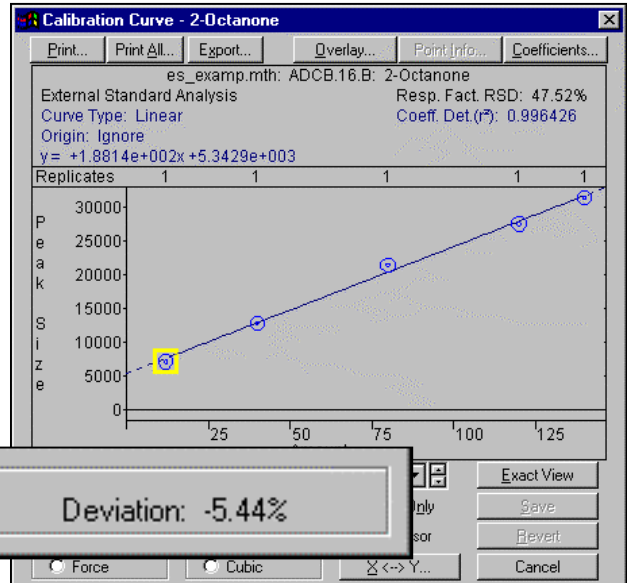 Calibration Curve - 2-Octanone
Print... Print All... Export... Overlay... Point Info... Coefficients...
es_examp.mth: ADCB.16.B: 2-Octanone
External Standard Analysis Resp. Fact. RSD: 47.52%
Curve Type: Linear Coeff. Det.(r²): 0.996426
Origin: Ignore
y = +1.8814e+002x +5.3429e+003
Replicates 1 1 1 1 1
Peak Size
30000
25000
20000
15000
10000
5000
0
25 50 75 100 125
Exact View
Save
Revert
Deviation: -5.44%
Force Cubic X <--> Y... Cancel